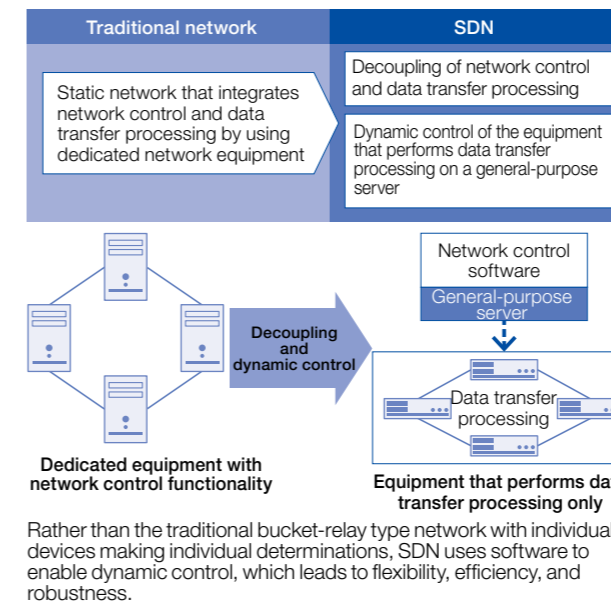 Traditional network
SDN
Static network that integrates
network control and data
transfer processing by using
dedicated network equipment
Decoupling of network control
and data transfer processing
Dynamic control of the equipment
that performs data transfer
processing on a general-purpose
server
Network control
software
General-purpose
server
Decoupling
and
dynamic control
Data transfer
processing
Dedicated equipment with
network control functionality
Equipment that performs da
transfer processing only
Rather than the traditional bucket-relay type network with individual
devices making individual determinations, SDN uses software to
enable dynamic control, which leads to flexibility, efficiency, and
robustness.